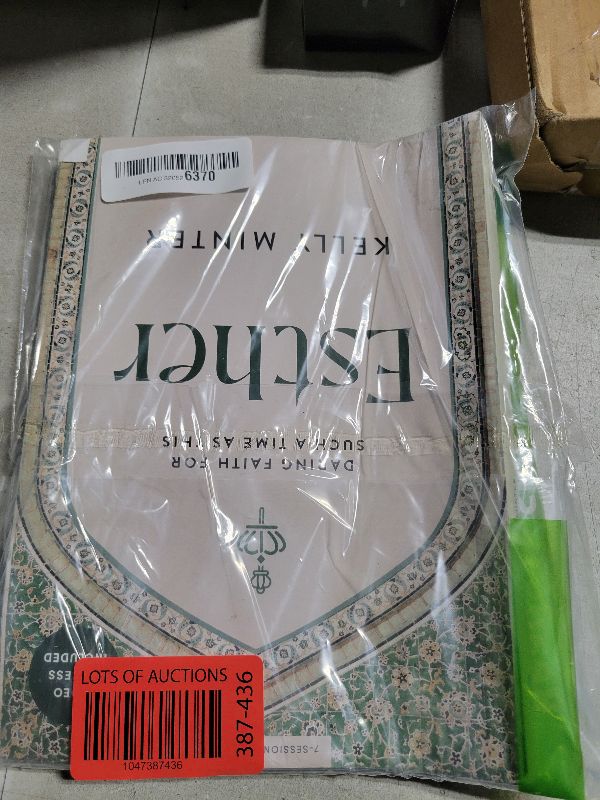 6370
KELLY MINTER
Esther
DARING FAITH FOR
SUCH A TIME AS THIS
INCLUDED
7-SESSION
LOTS OF AUCTIONS
1047387436
387-436